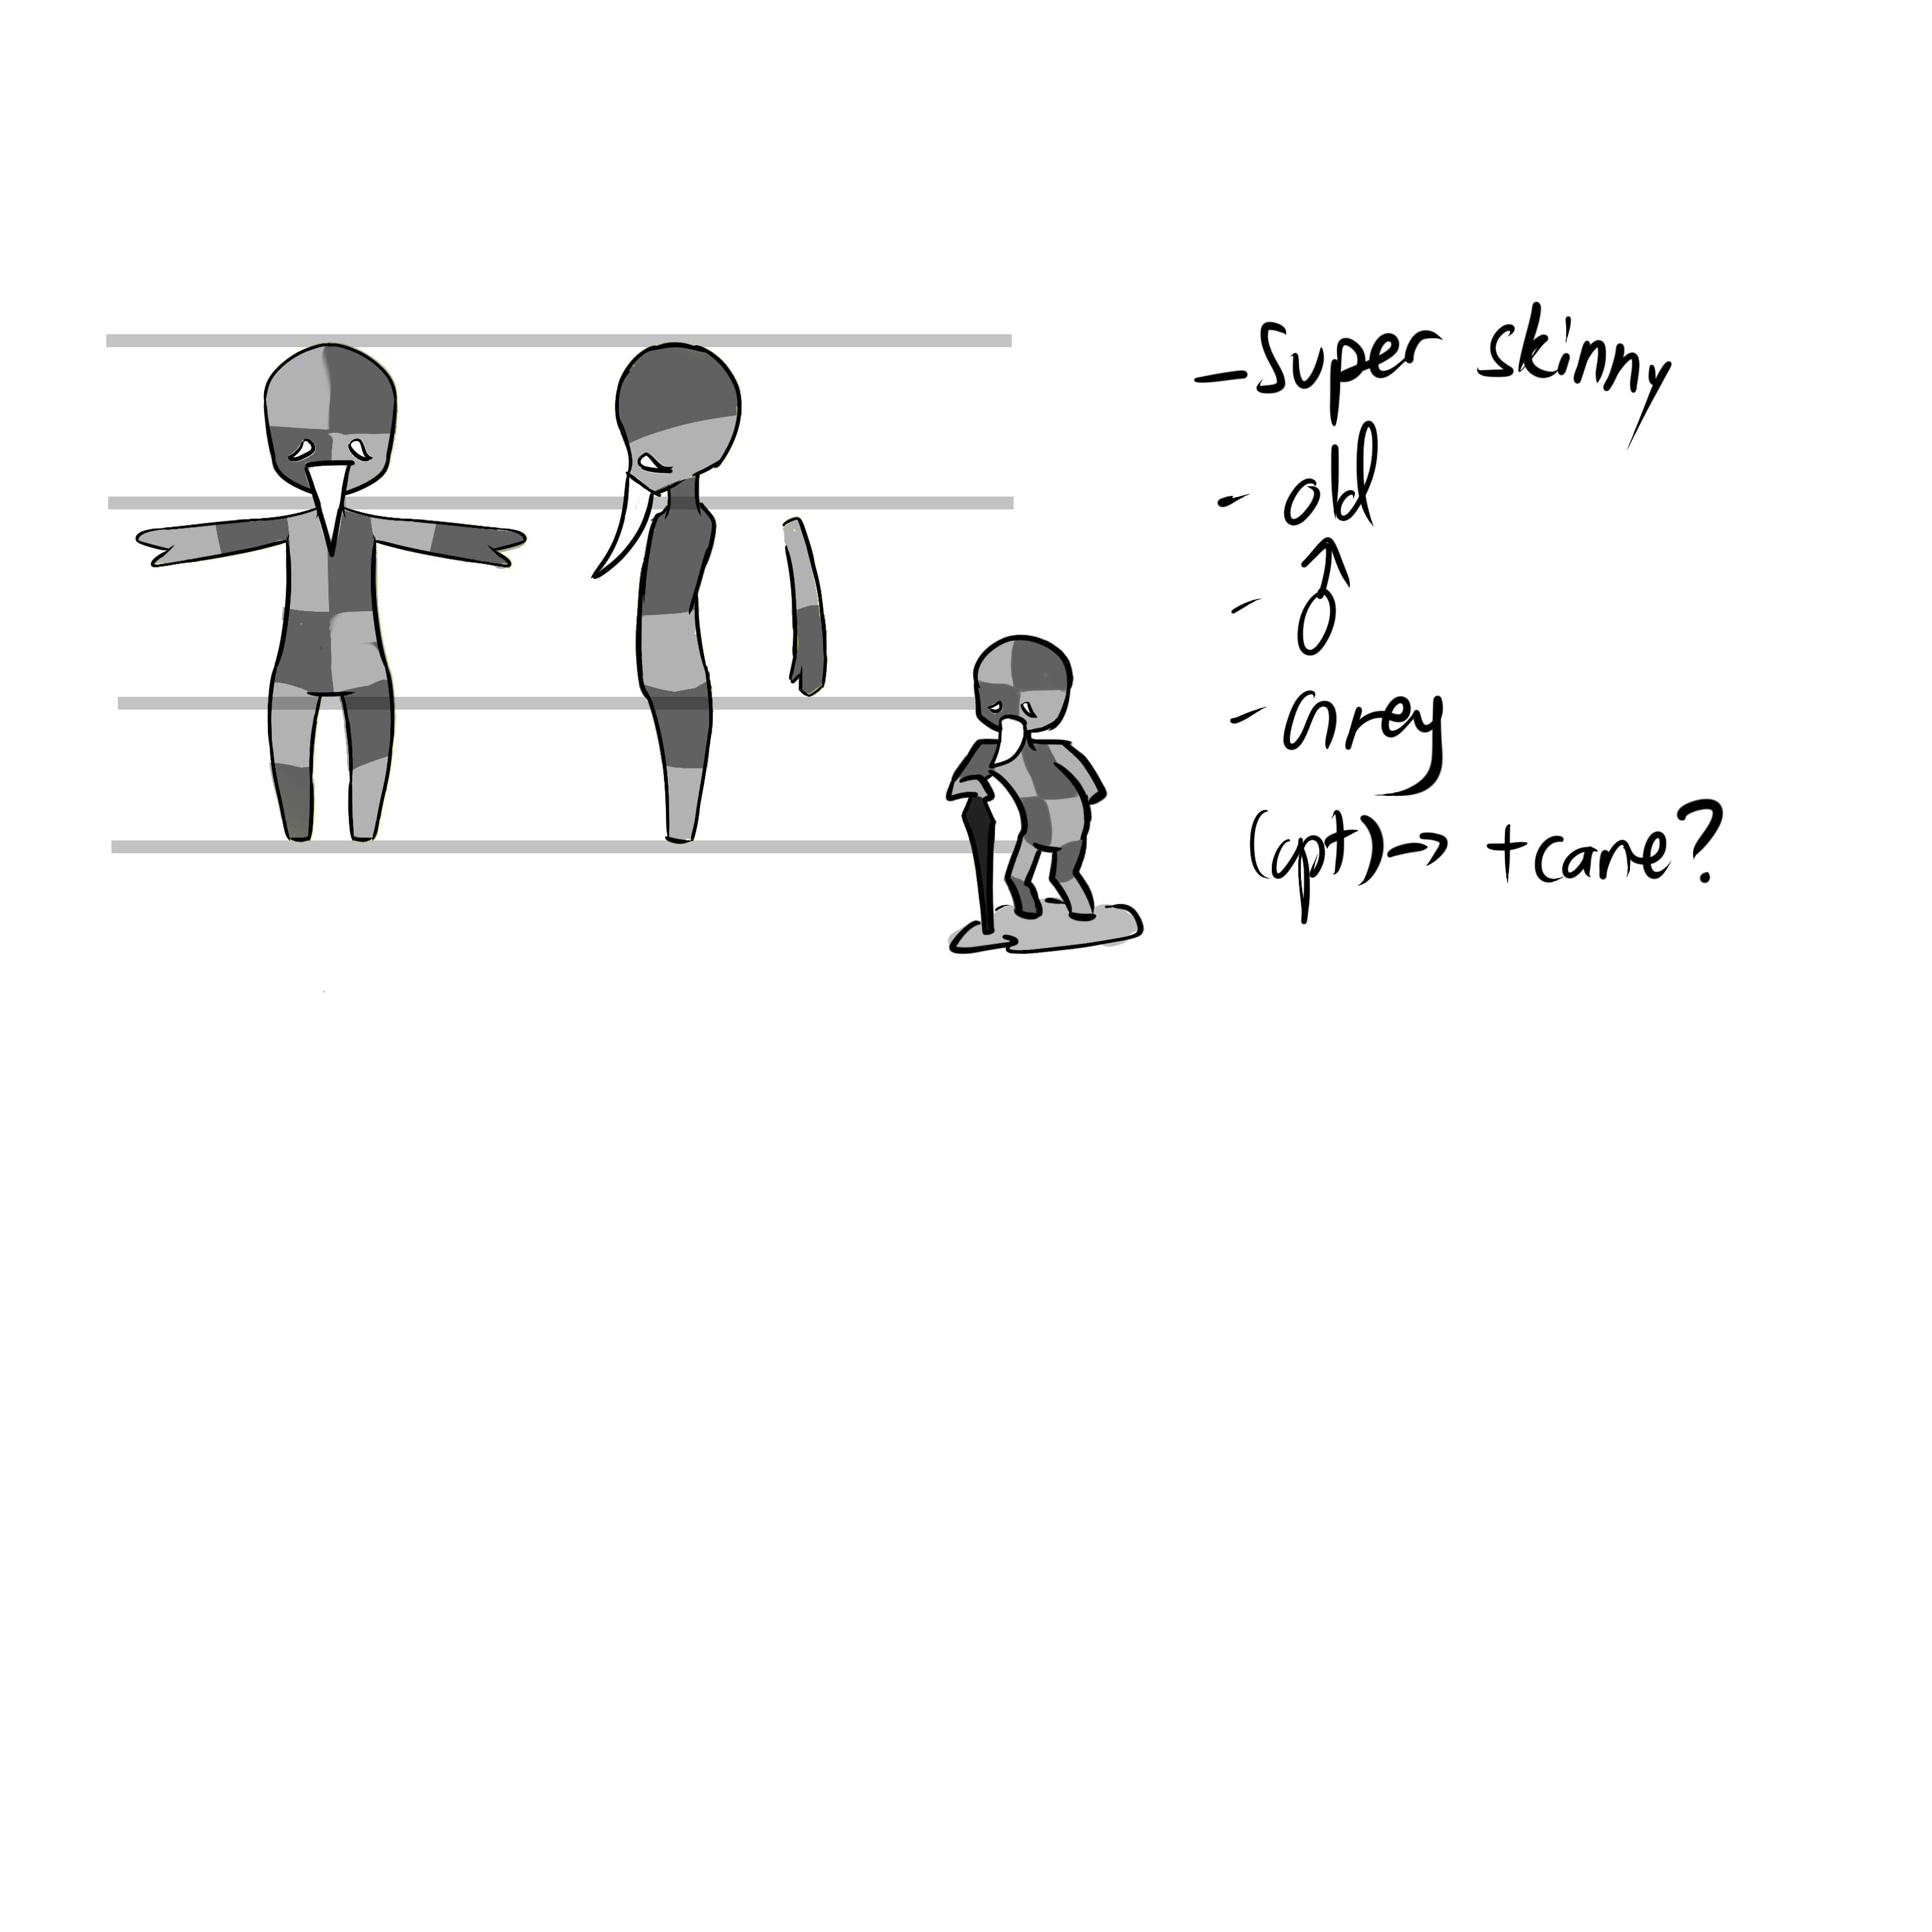 - Super skinny
- old
- ♂
- grey
(opt) -> + cane?